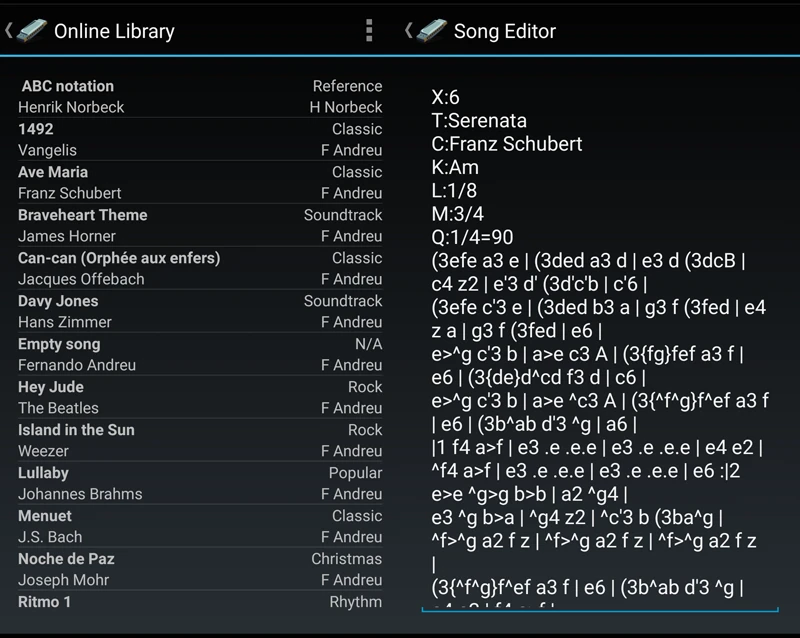 Online Library
ABC notation Reference
Henrik Norbeck H Norbeck
1492 Classic
Vangelis F Andreu
Ave Maria Classic
Franz Schubert F Andreu
Braveheart Theme Soundtrack
James Horner F Andreu
Can-can (Orphée aux enfers) Classic
Jacques Offebach F Andreu
Davy Jones Soundtrack
Hans Zimmer F Andreu
Empty song N/A
Fernando Andreu F Andreu
Hey Jude Rock
The Beatles F Andreu
Island in the Sun Rock
Weezer F Andreu
Lullaby Popular
Johannes Brahms F Andreu
Menuet Classic
J.S. Bach F Andreu
Noche de Paz Christmas
Joseph Mohr F Andreu
Ritmo 1 Rhythm
Song Editor
X:6
T:Serenata
C:Franz Schubert
K:Am
L:1/8
M:3/4
Q:1/4=90
(3efe a3 e | (3ded a3 d | e3 d (3dcB |
c4 z2 | e'3 d' (3d'c'b | c'6 |
(3efe c'3 e | (3ded b3 a | g3 f (3fed | e4
z a | g3 f (3fed | e6 |
e>^g c'3 b | a>e c3 A | (3{fg}fef a3 f |
e6 | (3{de}d^cd f3 d | c6 |
e>^g c'3 b | a>e ^c3 A | (3{^f^g}f^ef a3 f
| e6 | (3b^ab d'3 ^g | a6 |
|1 f4 a>f | e3 .e .e.e | e3 .e .e.e | e4 e2 |
^f4 a>f | e3 .e .e.e | e3 .e .e.e | e6 :|2
e>e ^g>g b>b | a2 ^g4 |
e3 ^g b>a | ^g4 z2 | ^c'3 b (3ba^g |
^f>^g a2 f z | ^f>^g a2 f z | ^f>^g a2 f z
|
(3{^f^g}f^ef a3 f | e6 | (3b^ab d'3 ^g |